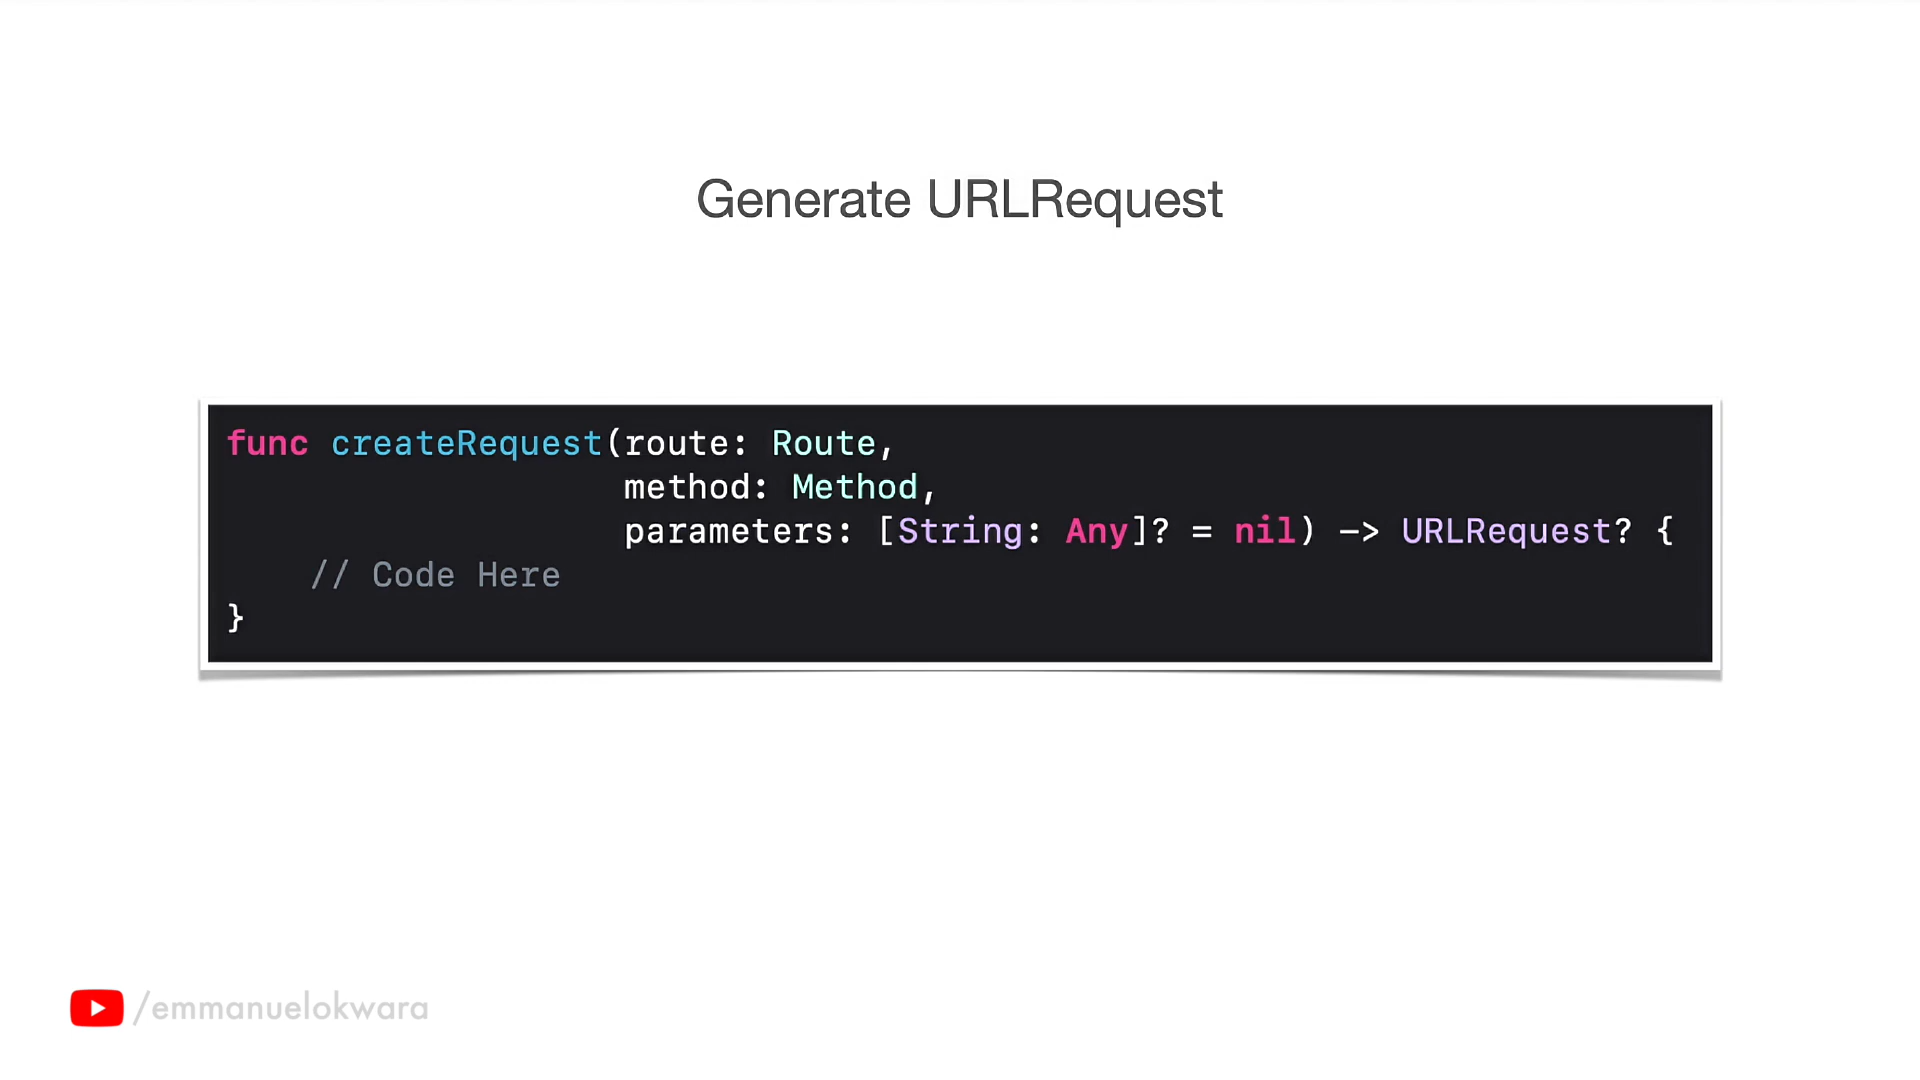 Generate URLRequest
func createRequest(route: Route,
method: Method,
parameters: [String: Any]? = nil) -> URLRequest? {
// Code Here
}
/emmanuelokwara